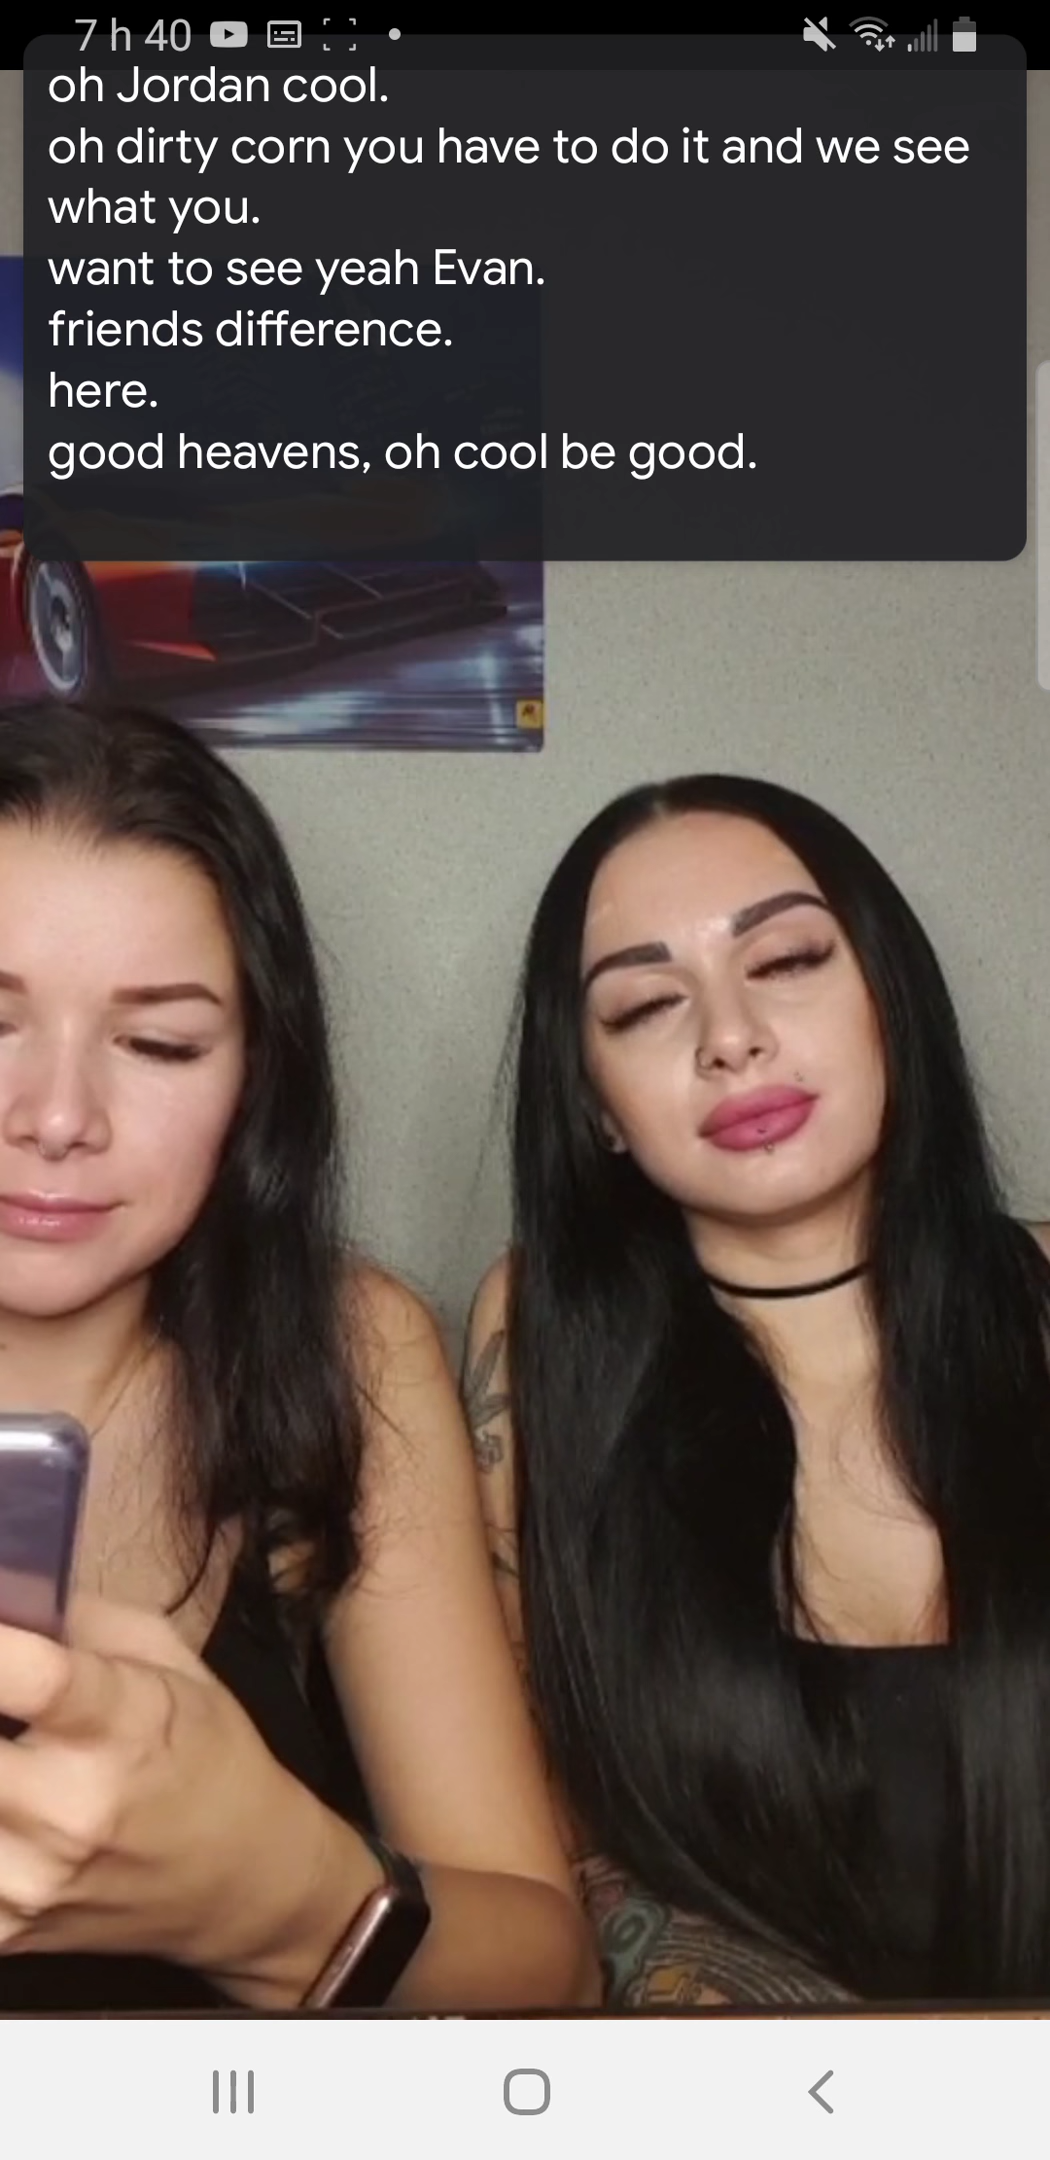 7 h 40
oh Jordan cool.
oh dirty corn you have to do it and we see
what you.
want to see yeah Evan.
friends difference.
here.
good heavens, oh cool be good.